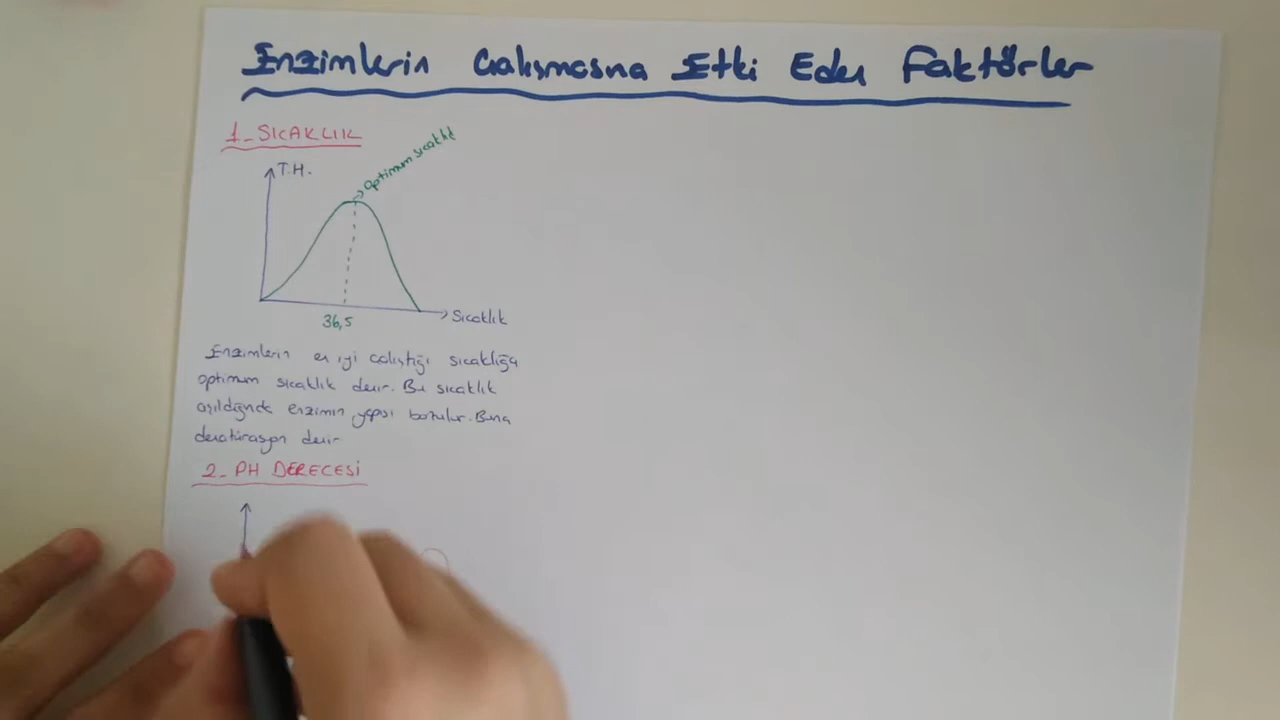 Enzimlerin Çalışmasına Etki Eden Faktörler
1- SICAKLIK
Optimum sıcaklık
T.H.
36,5
Sıcaklık
Enzimlerin en iyi çalıştığı sıcaklığa
optimum sıcaklık denir. Bu sıcaklık
aşıldığında enzimin yapısı bozulur. Buna
denatürasyon denir
2- PH DERECESİ